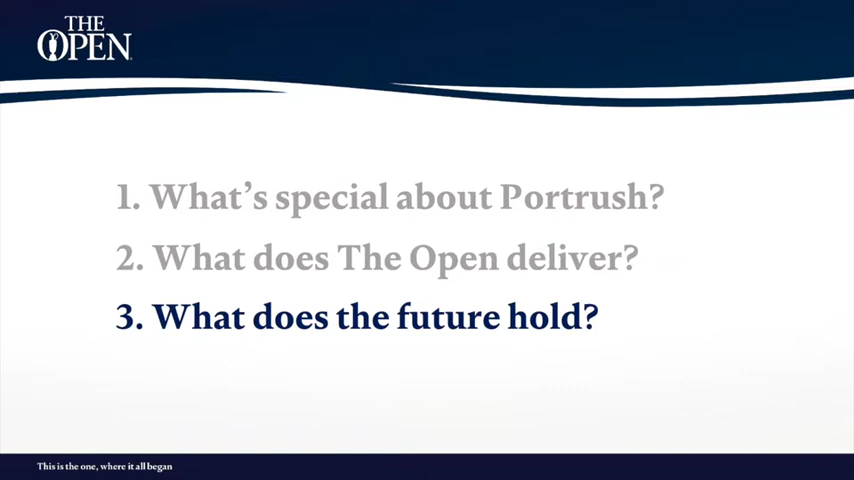 THE
OPEN
1. What's special about Portrush?
2. What does The Open deliver?
3. What does the future hold?
This is the one, where it all began